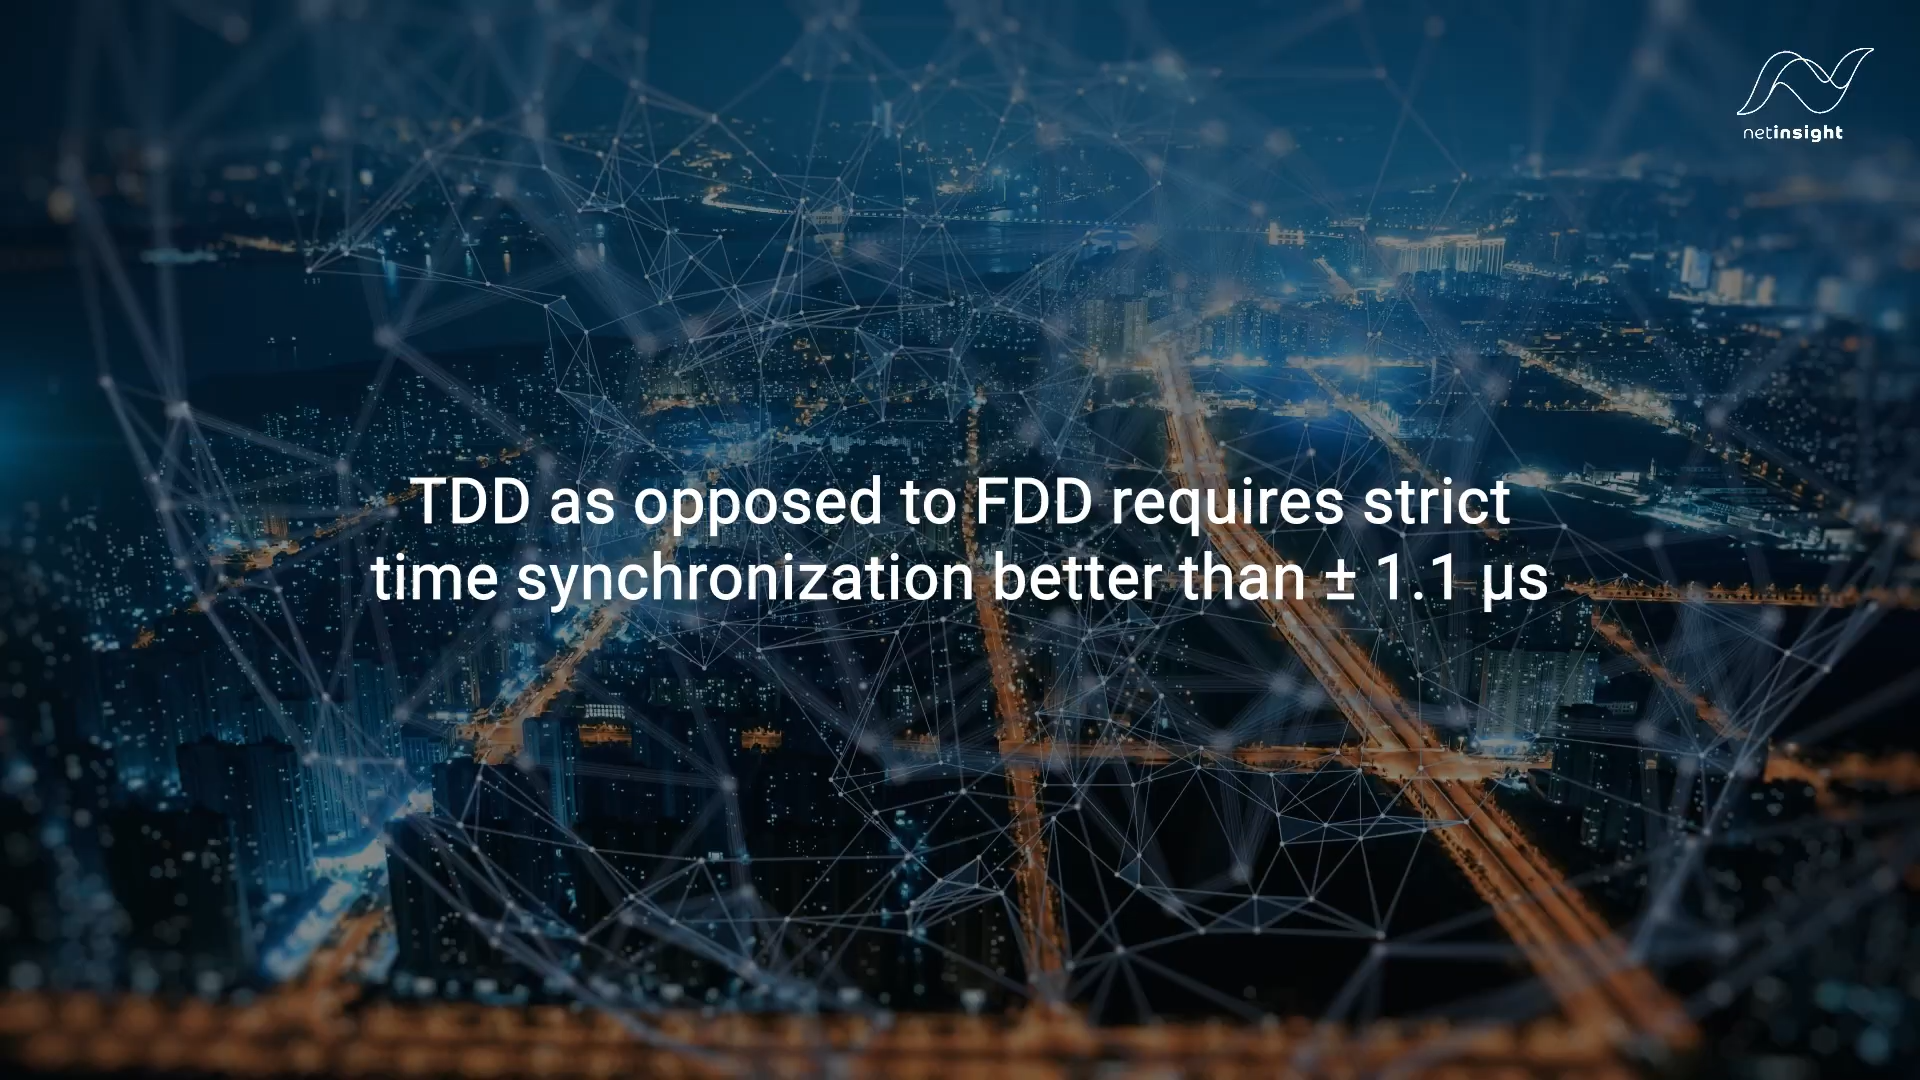 netinsight
TDD as opposed to FDD requires strict
time synchronization better than ± 1.1 µs